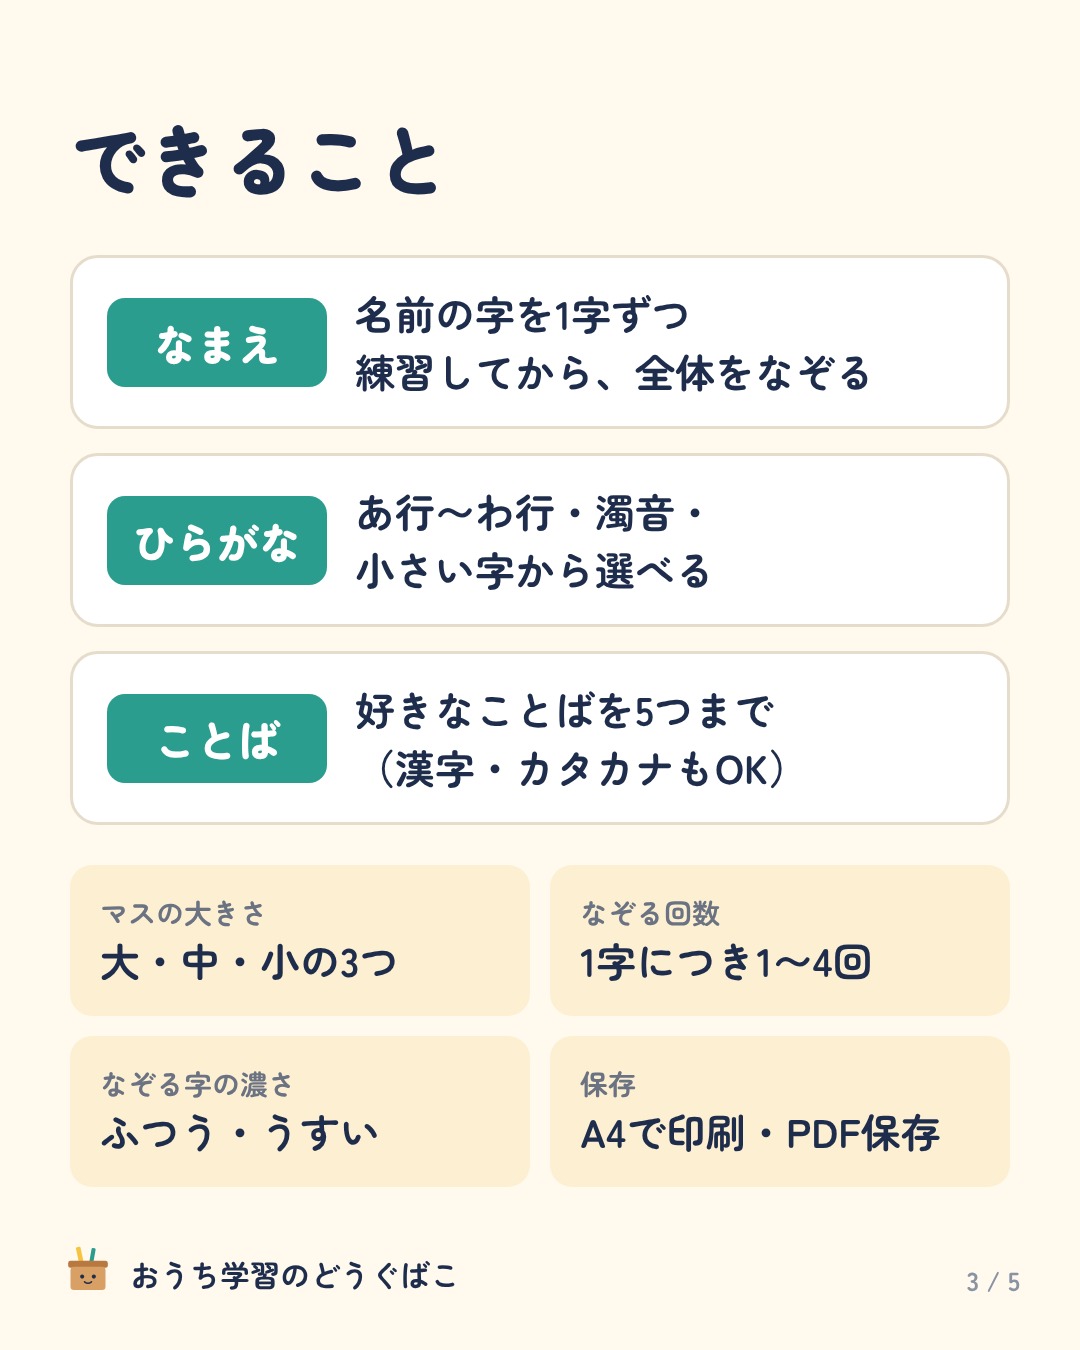 できること
なまえ
名前の字を1字ずつ
練習してから、全体をなぞる
ひらがな
あ行〜わ行・濁音・
小さい字から選べる
ことば
好きなことばを5つまで
（漢字・カタカナもOK）
マスの大きさ
大・中・小の3つ
なぞる回数
1字につき1〜4回
なぞる字の濃さ
ふつう・うすい
保存
A4で印刷・PDF保存
おうち学習のどうぐばこ
3 / 5